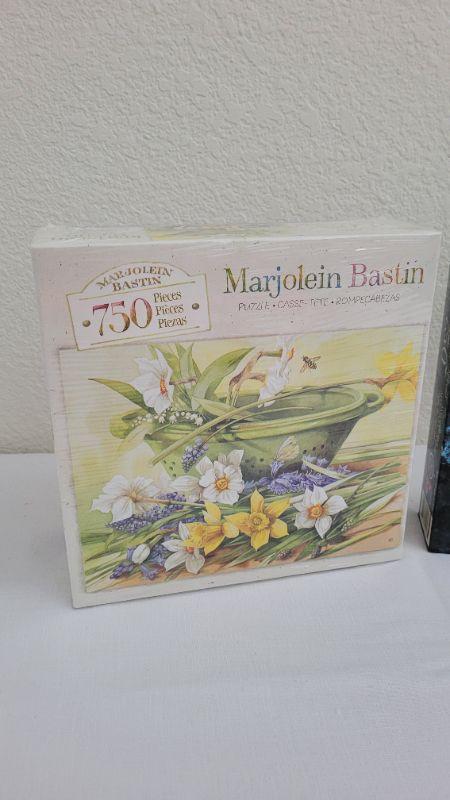 MARJOLEIN
BASTIN
• 750 •
Pieces
Pièces
Piezas
Marjolein Bastin
PUZZLE • CASSE-TÊTE • ROMPECABEZAS